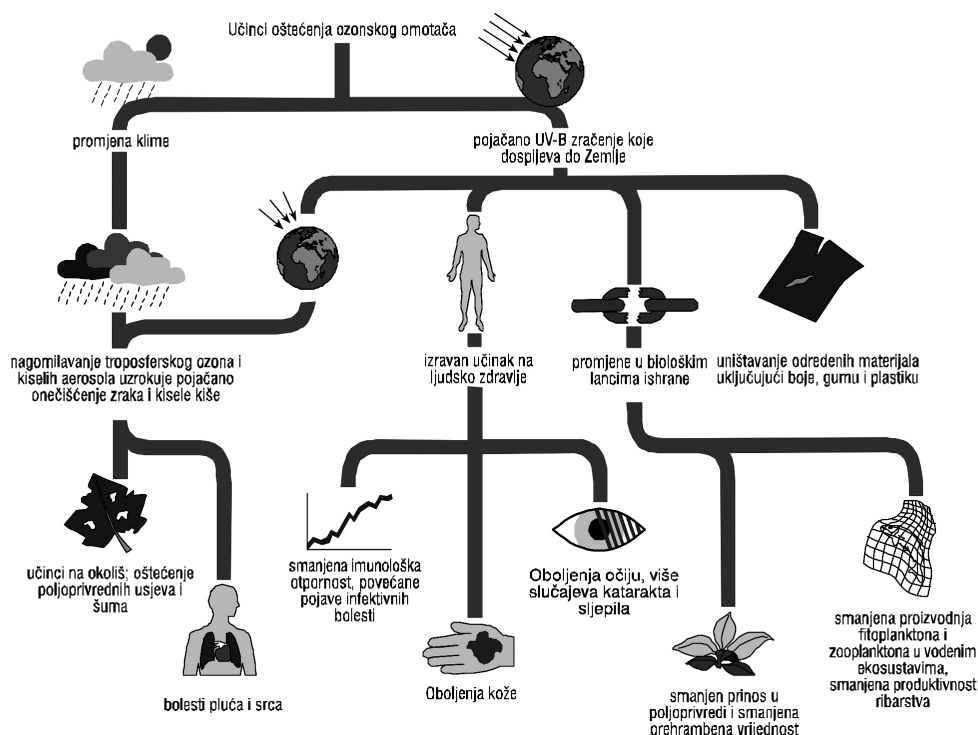 Učinci oštećenja ozonskog omotača
promjena klime
pojačano UV-B zračenje koje
dospijeva do Zemlje
nagomilavanje troposferskog ozona i
kiselih aerosola uzrokuje pojačano
onečišćenje zraka i kisele kiše
izravan učinak na
ljudsko zdravlje
promjene u biološkim
lancima ishrane
uništavanje određenih materijala
uključujući boje, gumu i plastiku
učinci na okoliš; oštećenje
poljoprivrednih usjeva i
šuma
bolesti pluća i srca
smanjena imunološka
otpornost, povećane
pojave infektivnih
bolesti
Oboljenja kože
Oboljenja očiju, više
slučajeva katarakta i
sljepila
smanjen prinos u
poljoprivredi i smanjena
prehrambena vrijednost
smanjena proizvodnja
fitoplanktona i
zooplanktona u vodenim
ekosustavima,
smanjena produktivnost
ribarstva